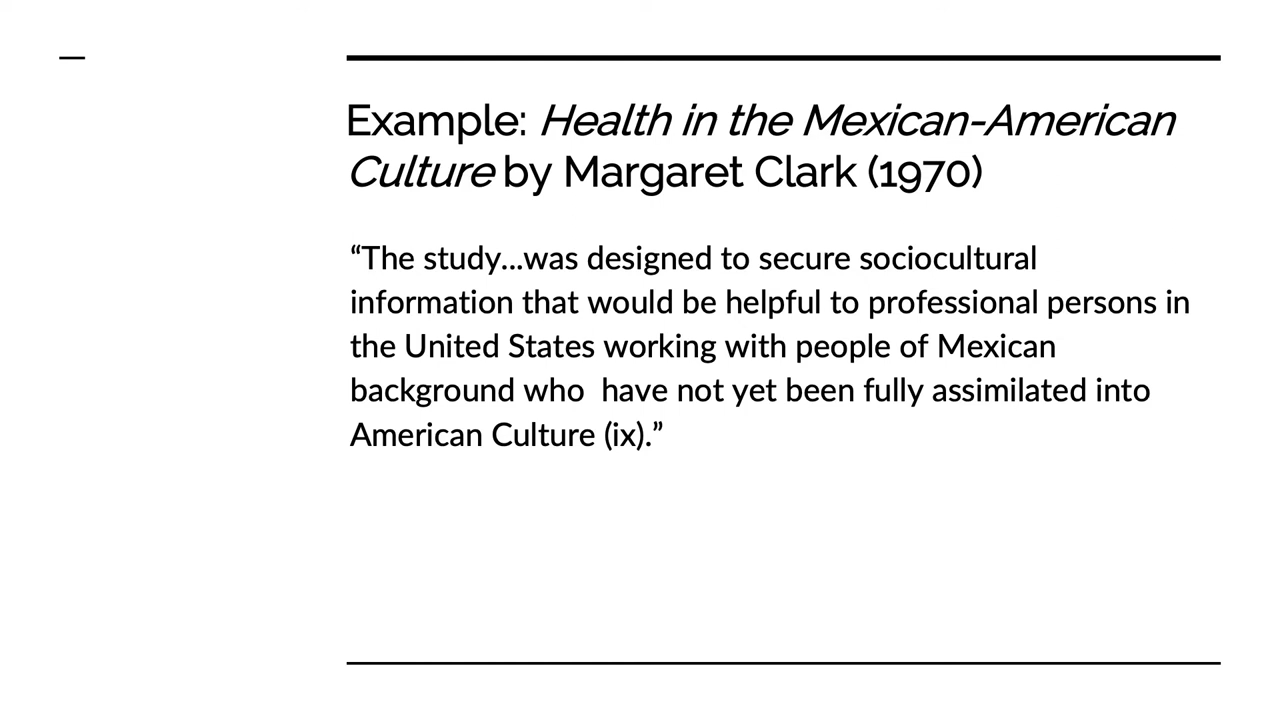 Example: Health in the Mexican-American
Culture by Margaret Clark (1970)
“The study...was designed to secure sociocultural
information that would be helpful to professional persons in
the United States working with people of Mexican
background who  have not yet been fully assimilated into
American Culture (ix).”